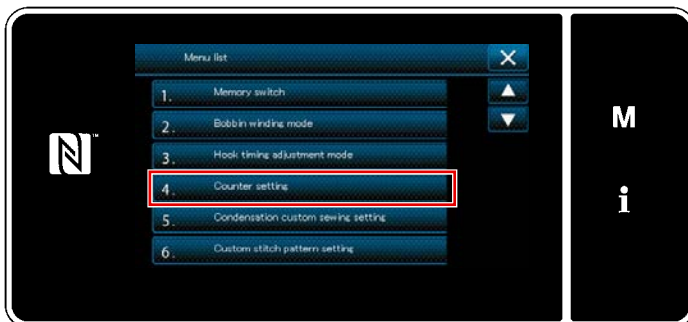 Menu list
1. Memory switch
2. Bobbin winding mode
3. Hook timing adjustment mode
4. Counter setting
5. Condensation custom sewing setting
6. Custom stitch pattern setting
N
M
i